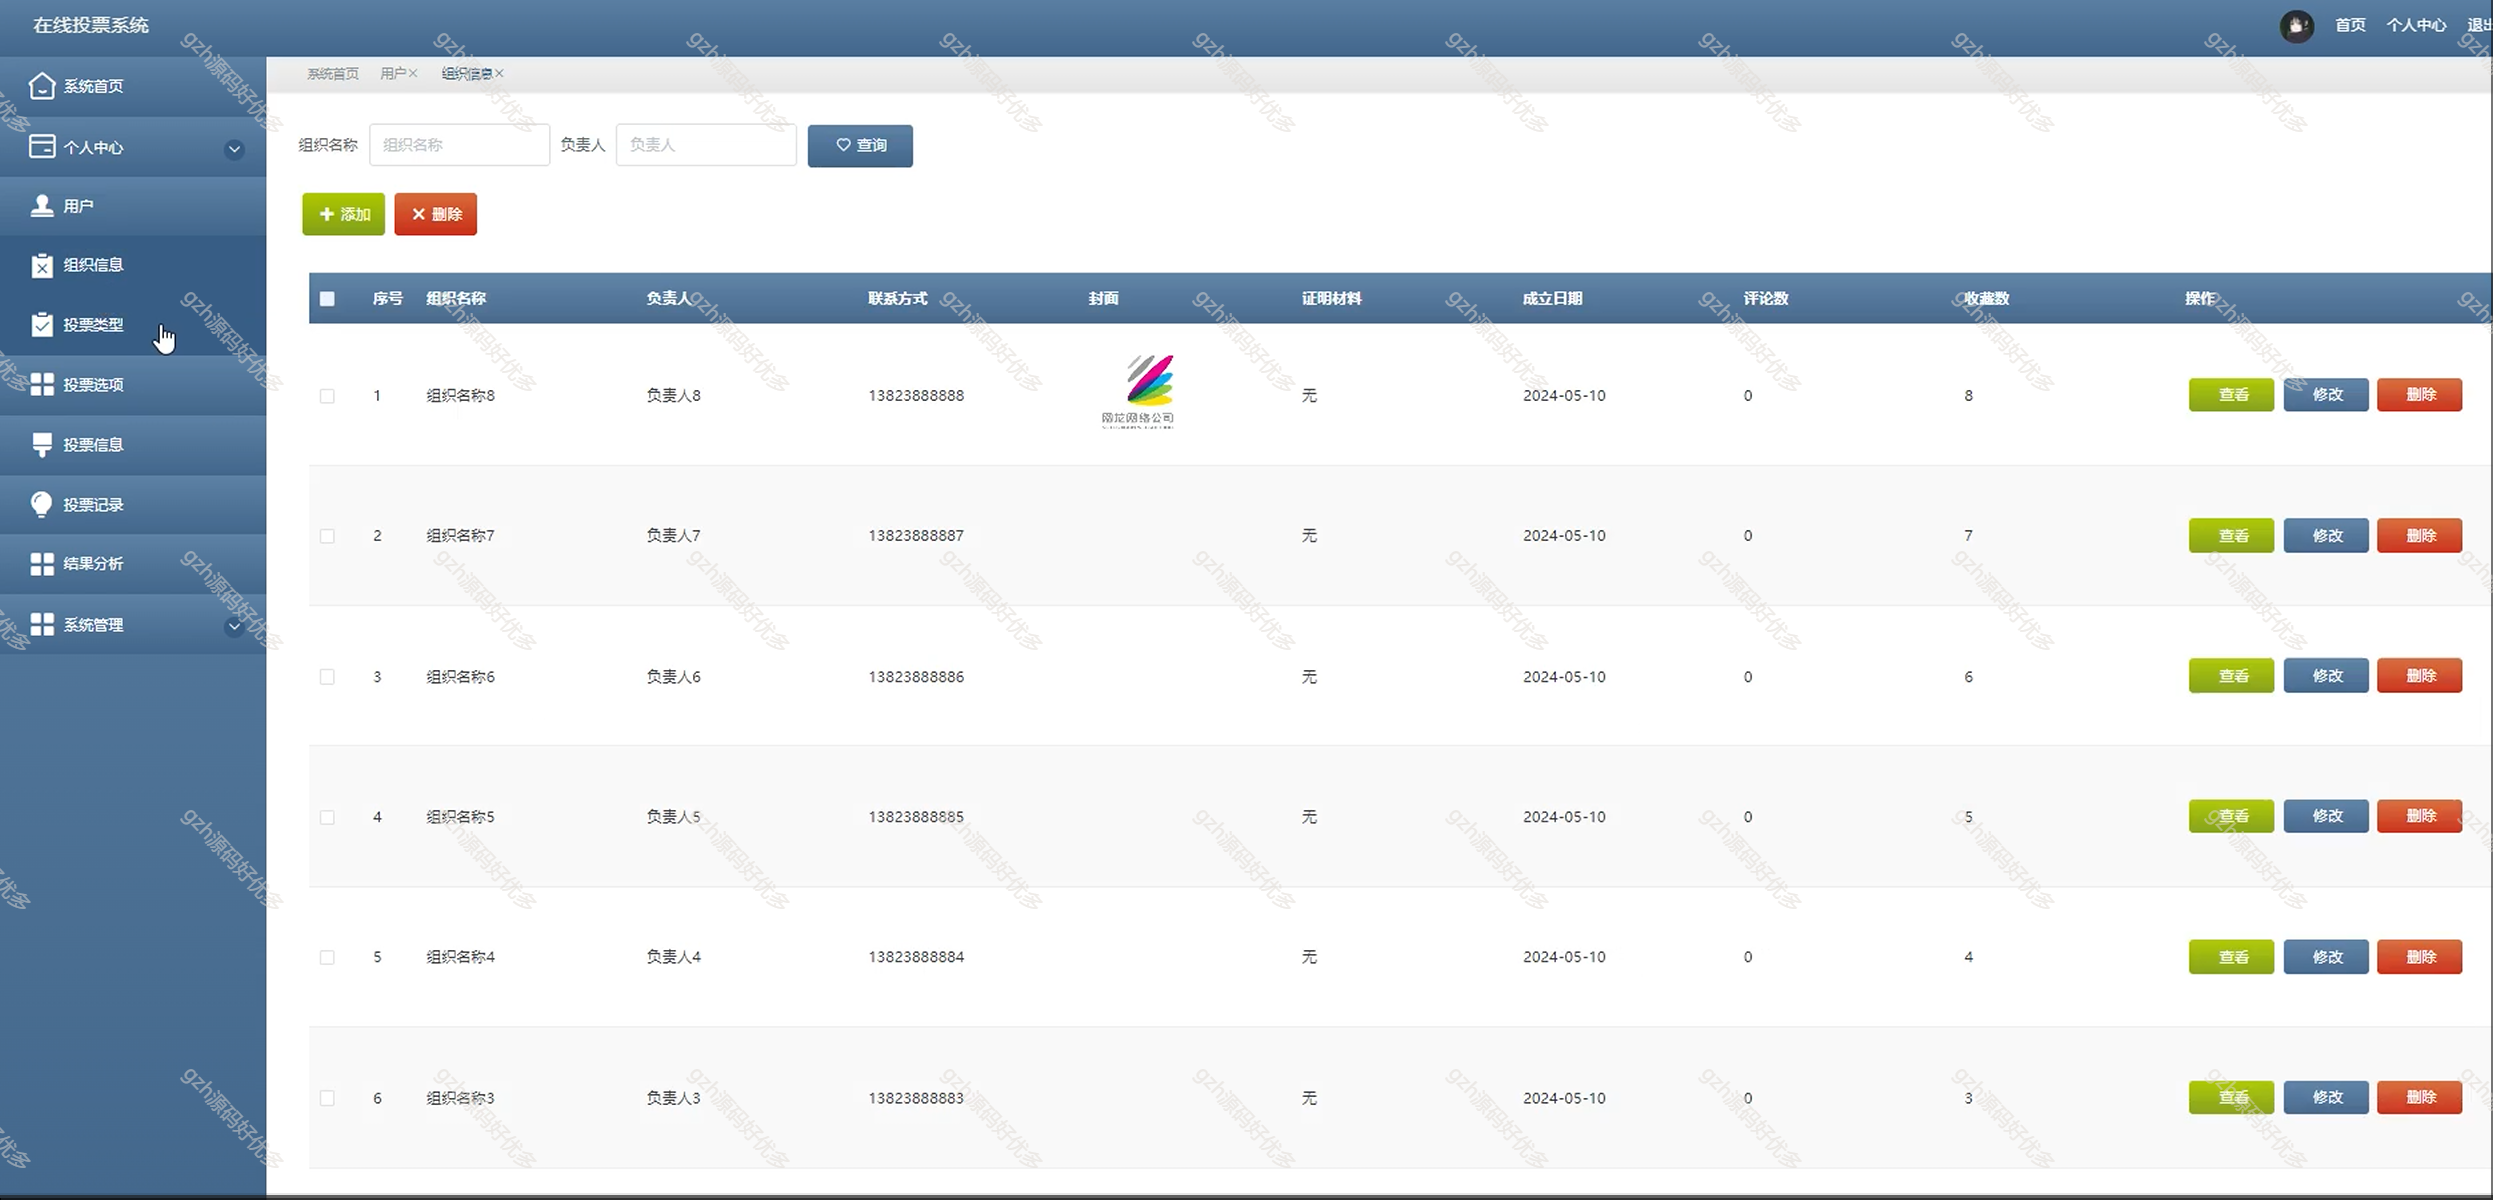 在线投票系统
首页 个人中心 退出
系统首页
个人中心
用户
组织信息
投票类型
投票选项
投票信息
投票记录
结果分析
系统管理
系统首页 用户× 组织信息×
组织名称 组织名称 负责人 负责人 查询
添加 删除
序号 组织名称 负责人 联系方式 封面 证明材料 成立日期 评论数 收藏数 操作
网龙网络公司
1 组织名称8 负责人8 13823888888 无 2024-05-10 0 8 查看 修改 删除
2 组织名称7 负责人7 13823888887 无 2024-05-10 0 7 查看 修改 删除
3 组织名称6 负责人6 13823888886 无 2024-05-10 0 6 查看 修改 删除
4 组织名称5 负责人5 13823888885 无 2024-05-10 0 5 查看 修改 删除
5 组织名称4 负责人4 13823888884 无 2024-05-10 0 4 查看 修改 删除
6 组织名称3 负责人3 13823888883 无 2024-05-10 0 3 查看 修改 删除
gzh源码好优多